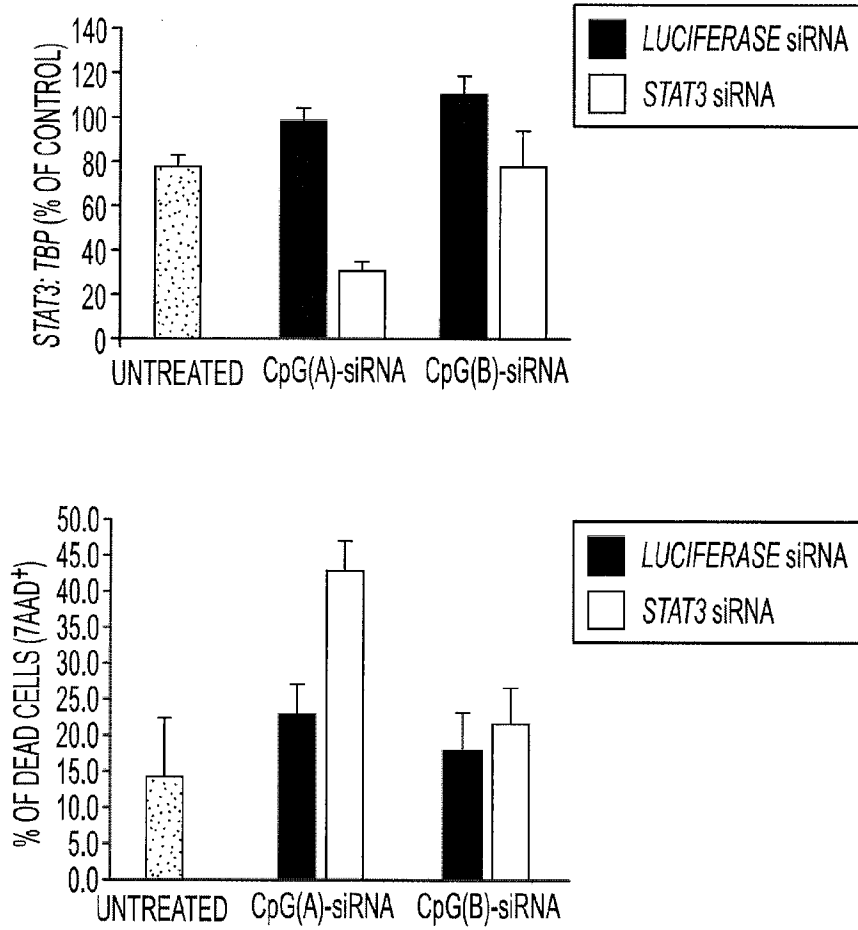 STAT3: TBP (% OF CONTROL)
140
120
100
80
60
40
20
0
UNTREATED
CpG(A)-siRNA
CpG(B)-siRNA
LUCIFERASE siRNA
STAT3 siRNA
% OF DEAD CELLS (7AAD+)
50.0
45.0
40.0
35.0
30.0
25.0
20.0
15.0
10.0
5.0
0.0
UNTREATED
CpG(A)-siRNA
CpG(B)-siRNA
LUCIFERASE siRNA
STAT3 siRNA